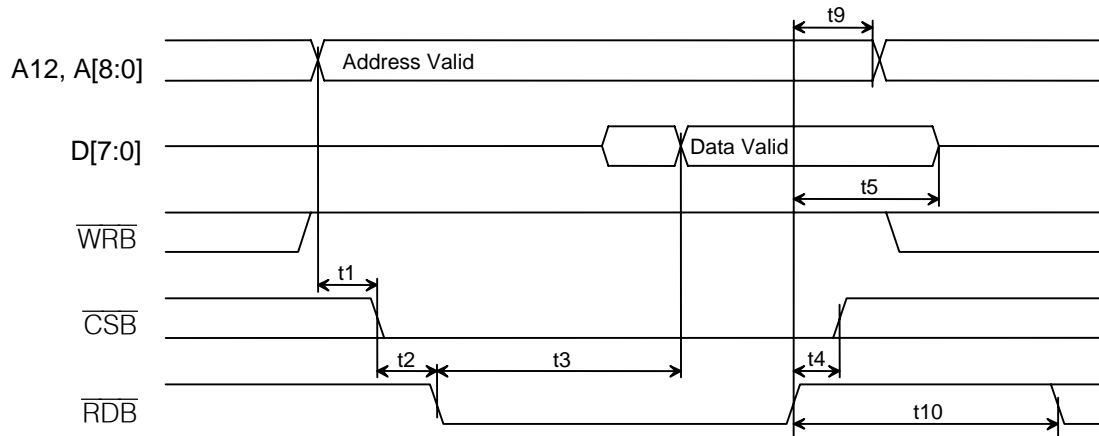 t9
A12, A[8:0]
Address Valid
D[7:0]
Data Valid
t5
WRB
t1
CSB
t2
t3
t4
RDB
t10